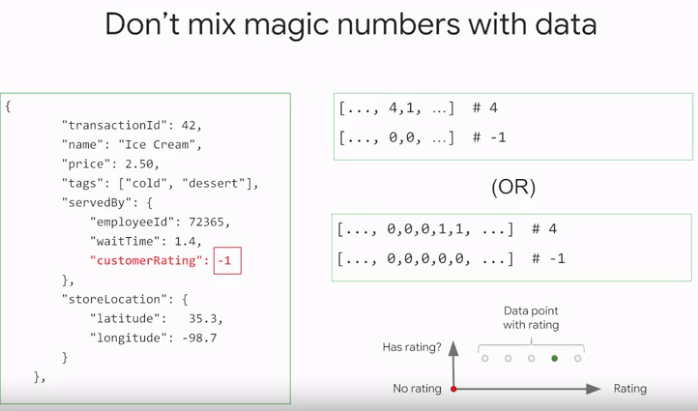 Don't mix magic numbers with data
{
"transactionId": 42,
"name": "Ice Cream",
"price": 2.50,
"tags": ["cold", "dessert"],
"servedBy": {
"employeeId": 72365,
"waitTime": 1.4,
"customerRating": -1
},
"storeLocation": {
"latitude": 35.3,
"longitude": -98.7
}
},
[..., 4,1, ...] # 4
[..., 0,0, ...] # -1
(OR)
[..., 0,0,0,1,1, ...] # 4
[..., 0,0,0,0,0, ...] # -1
Data point
with rating
Has rating?
No rating
Rating